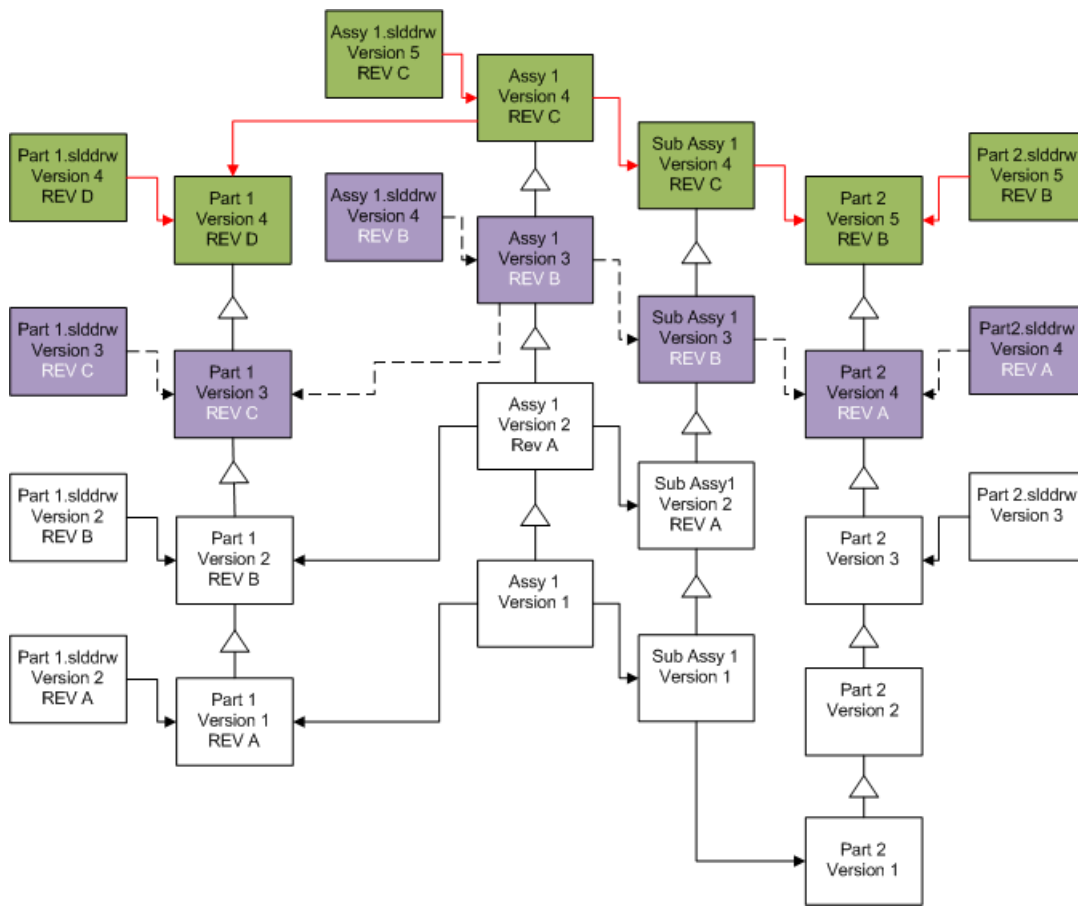 Assy 1.slddrw
Version 5
REV C
Assy 1
Version 4
REV C
Part 1.slddrw
Version 4
REV D
Part 1
Version 4
REV D
Assy 1.slddrw
Version 4
REV B
Sub Assy 1
Version 4
REV C
Part 2
Version 5
REV B
Part 2.slddrw
Version 5
REV B
Assy 1
Version 3
REV B
Part 1.slddrw
Version 3
REV C
Part 1
Version 3
REV C
Sub Assy 1
Version 3
REV B
Part 2
Version 4
REV A
Part2.slddrw
Version 4
REV A
Assy 1
Version 2
Rev A
Part 1.slddrw
Version 2
REV B
Part 1
Version 2
REV B
Sub Assy1
Version 2
REV A
Part 2
Version 3
Part 2.slddrw
Version 3
Assy 1
Version 1
Part 1.slddrw
Version 2
REV A
Part 1
Version 1
REV A
Sub Assy 1
Version 1
Part 2
Version 2
Part 2
Version 1